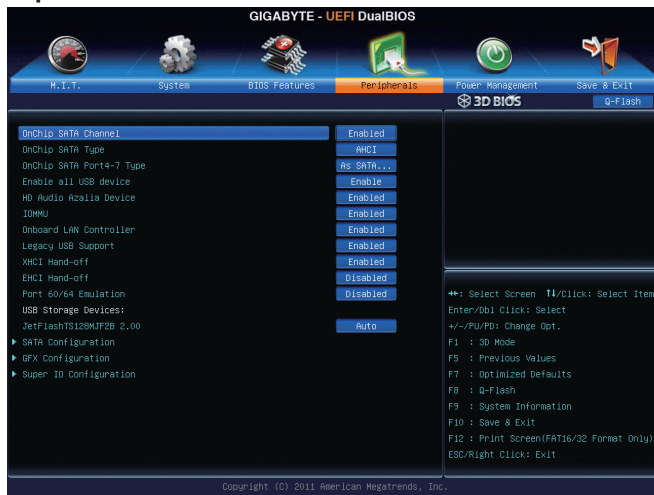 GIGABYTE - UEFI DualBIOS
M.I.T. System BIOS Features Peripherals Power Management Save & Exit
3D BIOS Q-Flash
OnChip SATA Channel Enabled
OnChip SATA Type AHCI
OnChip SATA Port4-7 Type As SATA...
Enable all USB device Enable
HD Audio Azalia Device Enabled
IOMMU Enabled
Onboard LAN Controller Enabled
Legacy USB Support Enabled
XHCI Hand-off Enabled
EHCI Hand-off Disabled
Port 60/64 Emulation Disabled
USB Storage Devices:
JetFlashTS128MJF2B 2.00 Auto
SATA Configuration
GFX Configuration
Super IO Configuration
→←: Select Screen ↑↓/Click: Select Item
Enter/Dbl Click: Select
+/-/PU/PD: Change Opt.
F1 : 3D Mode
F5 : Previous Values
F7 : Optimized Defaults
F8 : Q-Flash
F9 : System Information
F10 : Save & Exit
F12 : Print Screen(FAT16/32 Format Only)
ESC/Right Click: Exit
Copyright (C) 2011 American Megatrends, Inc.